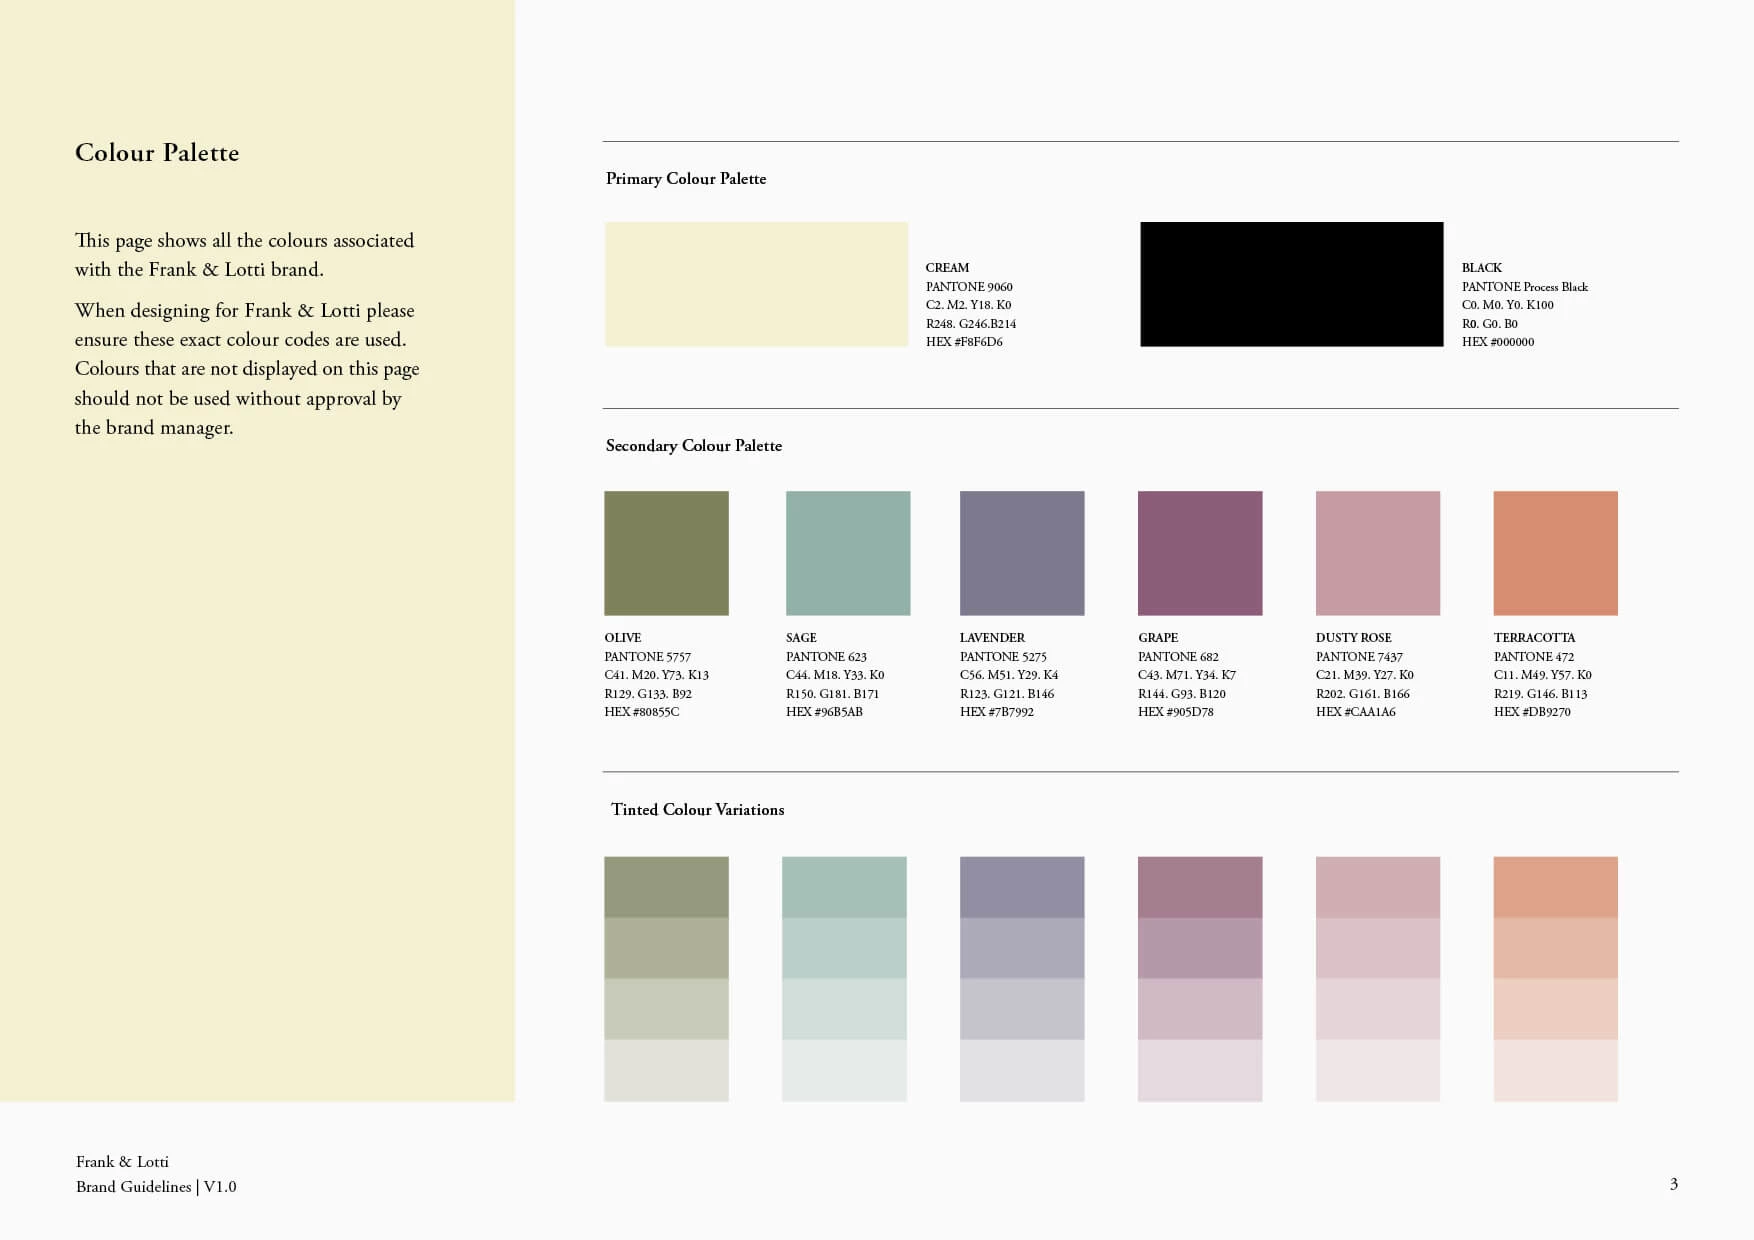 Colour Palette
This page shows all the colours associated
with the Frank & Lotti brand.
When designing for Frank & Lotti please
ensure these exact colour codes are used.
Colours that are not displayed on this page
should not be used without approval by
the brand manager.
Primary Colour Palette
CREAM
PANTONE 9060
C2. M2. Y18. K0
R248. G246.B214
HEX #F8F6D6
BLACK
PANTONE Process Black
C0. M0. Y0. K100
R0. G0. B0
HEX #000000
Secondary Colour Palette
OLIVE
PANTONE 5757
C41. M20. Y73. K13
R129. G133. B92
HEX #80855C
SAGE
PANTONE 623
C44. M18. Y33. K0
R150. G181. B171
HEX #96B5AB
LAVENDER
PANTONE 5275
C56. M51. Y29. K4
R123. G121. B146
HEX #7B7992
GRAPE
PANTONE 682
C43. M71. Y34. K7
R144. G93. B120
HEX #905D78
DUSTY ROSE
PANTONE 7437
C21. M39. Y27. K0
R202. G161. B166
HEX #CAA1A6
TERRACOTTA
PANTONE 472
C11. M49. Y57. K0
R219. G146. B113
HEX #DB9270
Tinted Colour Variations
Frank & Lotti
Brand Guidelines | V1.0
3